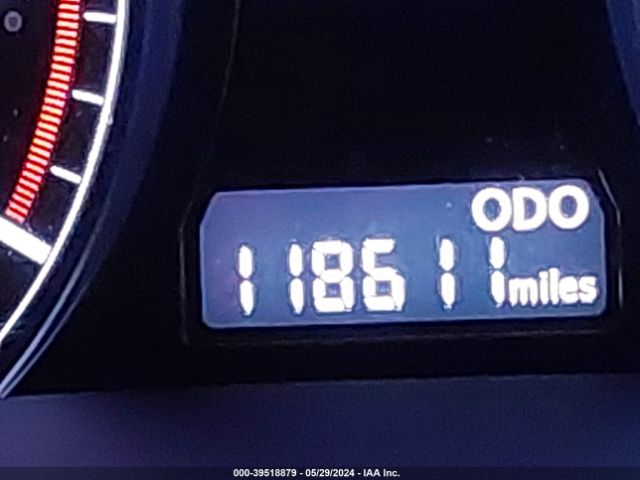 ODO
118611 miles
000-39518879 - 05/29/2024 - IAA Inc.